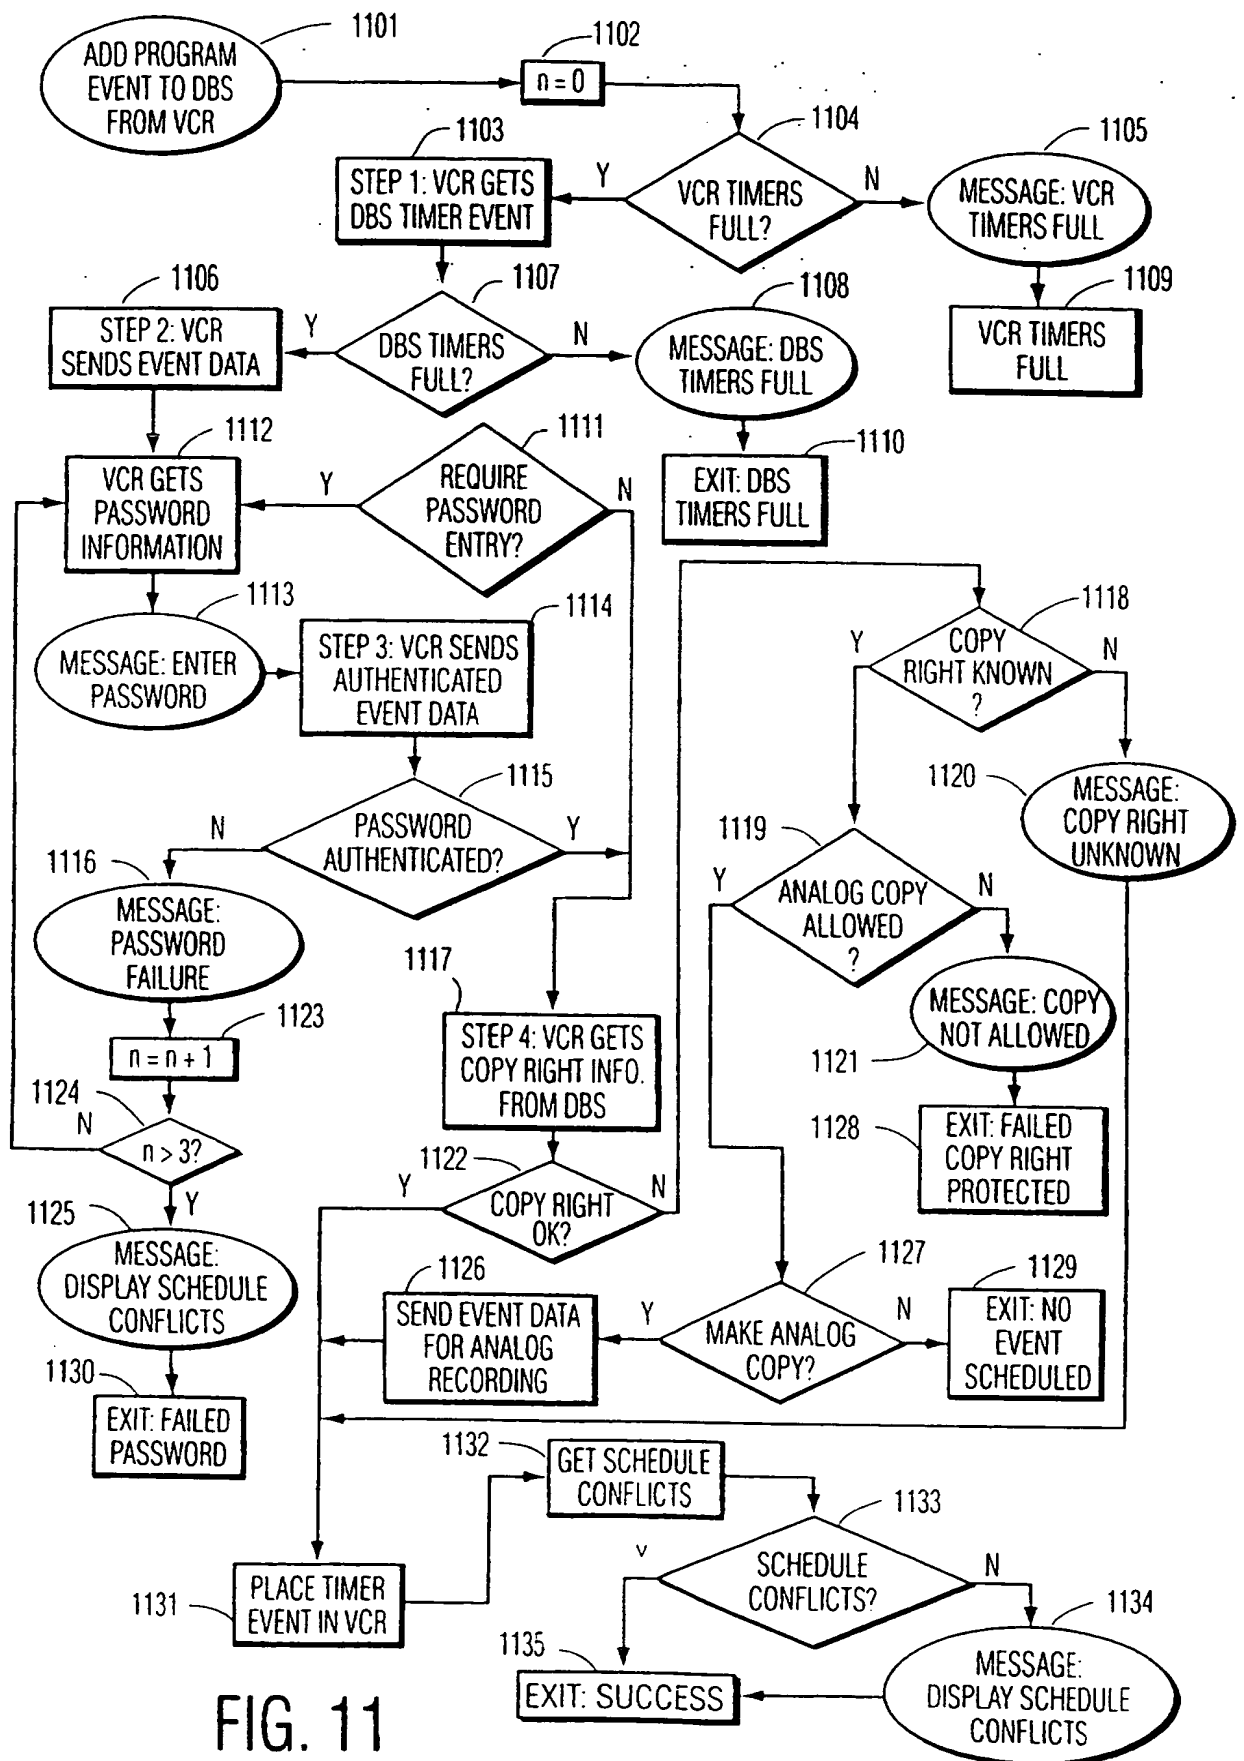 1101
ADD PROGRAM
EVENT TO DBS
FROM VCR
1102
n = 0
1103
STEP 1: VCR GETS
DBS TIMER EVENT
Y
1104
VCR TIMERS
FULL?
N
1105
MESSAGE: VCR
TIMERS FULL
1106
STEP 2: VCR
SENDS EVENT DATA
Y
1107
DBS TIMERS
FULL?
N
1108
MESSAGE: DBS
TIMERS FULL
1109
VCR TIMERS
FULL
1110
EXIT: DBS
TIMERS FULL
1112
VCR GETS
PASSWORD
INFORMATION
Y
1111
REQUIRE
PASSWORD
ENTRY?
N
1113
MESSAGE: ENTER
PASSWORD
1114
STEP 3: VCR SENDS
AUTHENTICATED
EVENT DATA
Y
1118
COPY
RIGHT KNOWN
?
N
N
1115
PASSWORD
AUTHENTICATED?
Y
1120
MESSAGE:
COPY RIGHT
UNKNOWN
1116
MESSAGE:
PASSWORD
FAILURE
1119
Y
ANALOG COPY
ALLOWED
?
N
1117
STEP 4: VCR GETS
COPY RIGHT INFO.
FROM DBS
MESSAGE: COPY
NOT ALLOWED
1121
1123
n = n + 1
1124
N
n > 3?
Y
1128
EXIT: FAILED
COPY RIGHT
PROTECTED
1122
Y
COPY RIGHT
OK?
N
1125
MESSAGE:
DISPLAY SCHEDULE
CONFLICTS
1126
SEND EVENT DATA
FOR ANALOG
RECORDING
Y
1127
MAKE ANALOG
COPY?
N
1129
EXIT: NO
EVENT
SCHEDULED
1130
EXIT: FAILED
PASSWORD
1132
GET SCHEDULE
CONFLICTS
1133
v
SCHEDULE
CONFLICTS?
N
1131
PLACE TIMER
EVENT IN VCR
1134
MESSAGE:
DISPLAY SCHEDULE
CONFLICTS
1135
EXIT: SUCCESS
FIG. 11